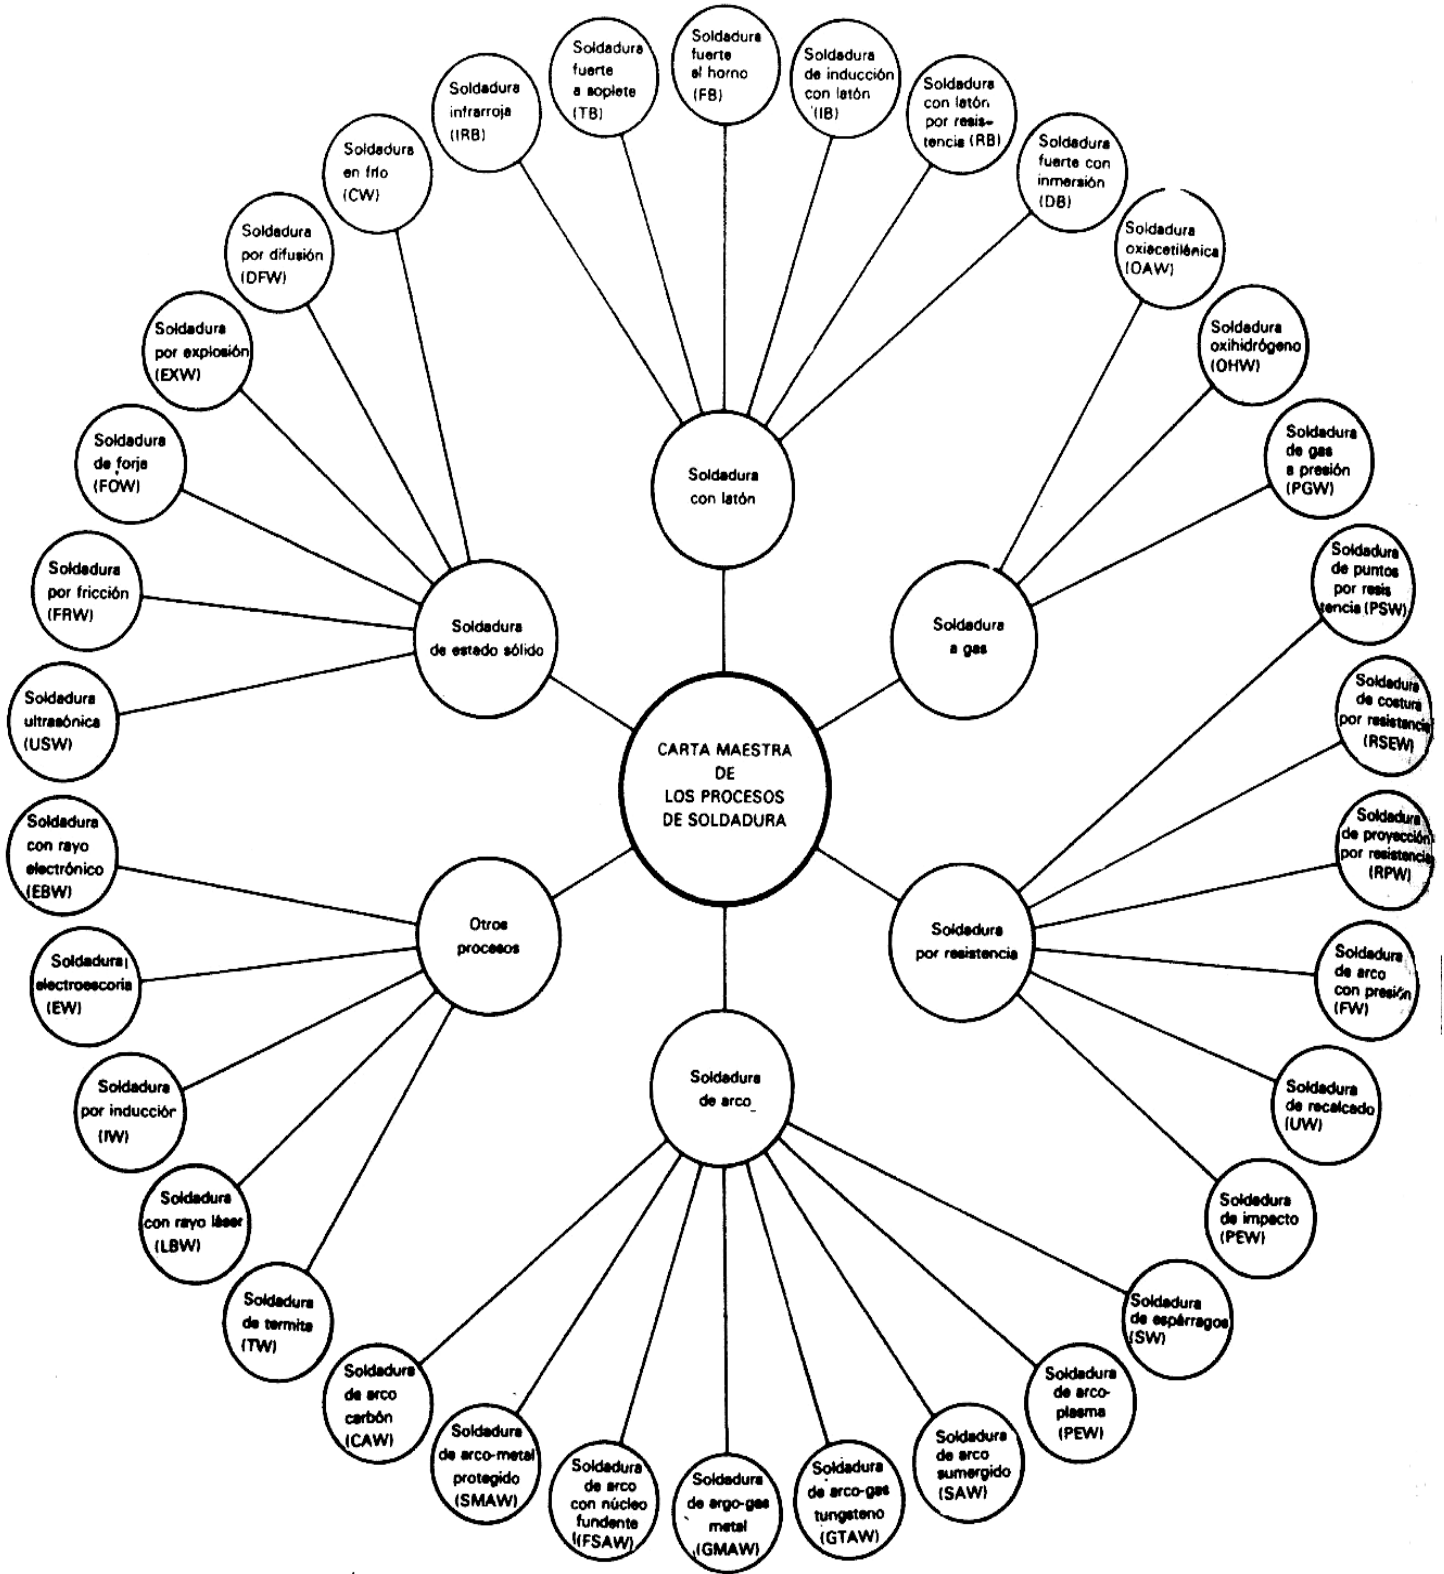 Soldadura
infrarroja
(IRB)
Soldadura
fuerte
a soplete
(TB)
Soldadura
fuerte
al horno
(FB)
Soldadura
de inducción
con latón
(IB)
Soldadura
con latón
por resis-
tencia (RB)
Soldadura
fuerte con
inmersión
(DB)
Soldadura
oxiacetilénica
(OAW)
Soldadura
oxihidrógeno
(OHW)
Soldadura
de gas
a presión
(PGW)
Soldadura
de puntos
por resis
tencia (PSW)
Soldadura
de costura
por resistencia
(RSEW)
Soldadura
de proyección
por resistencia
(RPW)
Soldadura
de arco
con presión
(FW)
Soldadura
de recalcado
(UW)
Soldadura
de impacto
(PEW)
Soldadura
de espárragos
(SW)
Soldadura
de arco-
plasma
(PEW)
Soldadura
de arco
sumergido
(SAW)
Soldadura
de arco-gas
tungsteno
(GTAW)
Soldadura
de argo-gas
metal
(GMAW)
Soldadura
de arco
con núcleo
fundente
(FSAW)
Soldadura
de arco-metal
protegido
(SMAW)
Soldadura
de arco
carbón
(CAW)
Soldadura
de termita
(TW)
Soldadura
con rayo láser
(LBW)
Soldadura
por inducción
(IW)
Soldadura
electroescoria
(EW)
Soldadura
con rayo
electrónico
(EBW)
Soldadura
ultrasónica
(USW)
Soldadura
por fricción
(FRW)
Soldadura
de forja
(FOW)
Soldadura
por explosión
(EXW)
Soldadura
por difusión
(DFW)
Soldadura
en frío
(CW)
Soldadura
con latón
Soldadura
de estado sólido
Soldadura
a gas
CARTA MAESTRA
DE
LOS PROCESOS
DE SOLDADURA
Otros
procesos
Soldadura
por resistencia
Soldadura
de arco